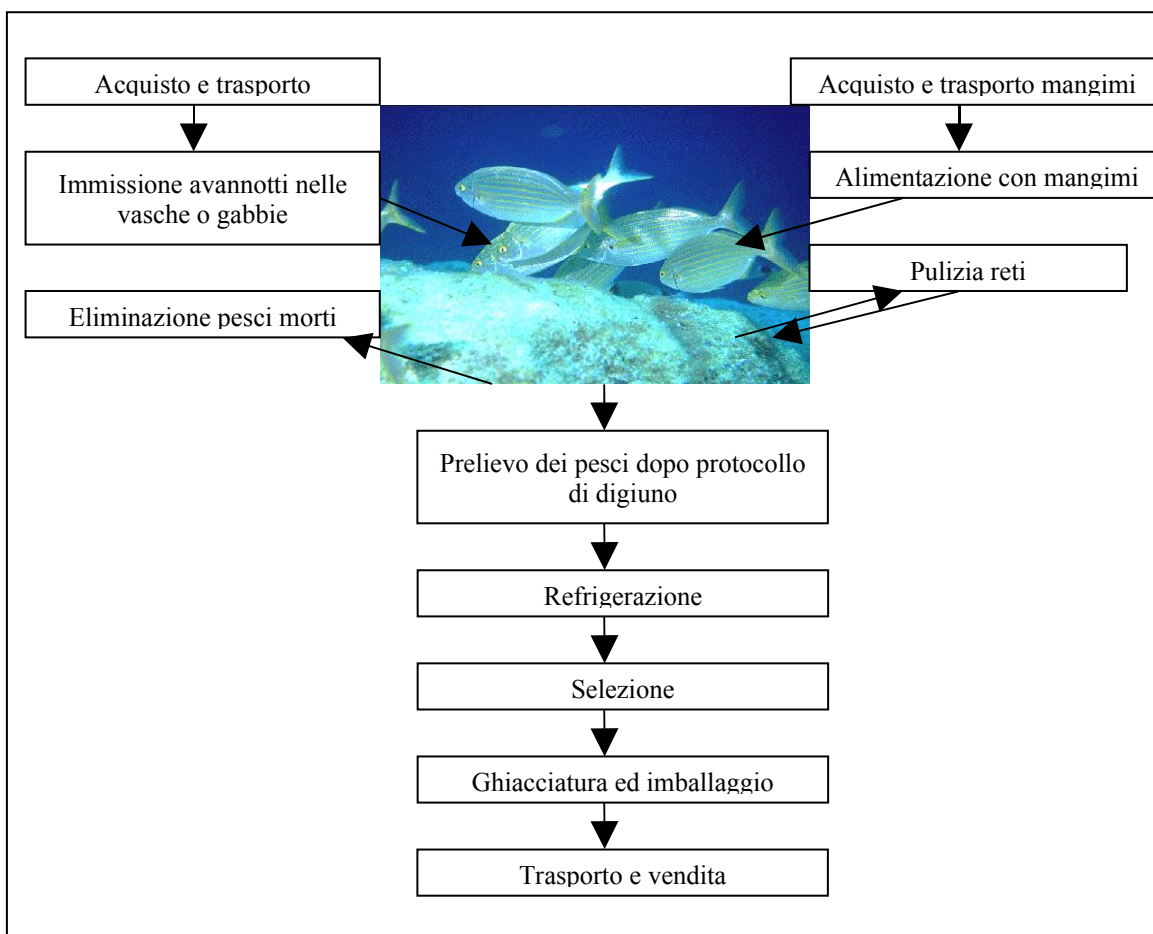 Acquisto e trasporto
Acquisto e trasporto mangimi
Immissione avannotti nelle
vasche o gabbie
Alimentazione con mangimi
Pulizia reti
Eliminazione pesci morti
Prelievo dei pesci dopo protocollo
di digiuno
Refrigerazione
Selezione
Ghiacciatura ed imballaggio
Trasporto e vendita